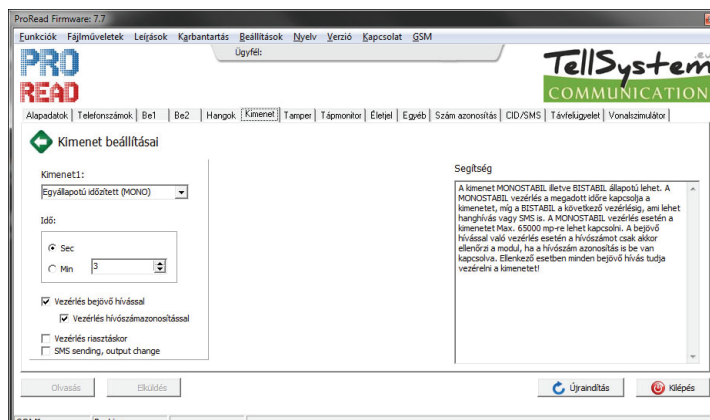 ProRead Firmware: 7.7
Funkciók Fájlműveletek Leírások Karbantartás Beállítások Nyelv Verzió Kapcsolat GSM
Ügyfél:
PRO
READ
TellSystem
COMMUNICATION
Alapadatok Telefonszámok Be1 Be2 Hangok Kimenet Tamper Tápmonitor Életjel Egyéb Szám azonosítás CID/SMS Távfelügyelet Vonalszimulátor
Kimenet beállításai
Kimenet1:
Egyállapotú időzített (MONO)
Idő:
Sec
Min 3
Vezérlés bejövő hívással
Vezérlés hívószámazonosítással
Vezérlés riasztáskor
SMS sending, output change
Segítség
A kimenet MONOSTABIL illetve BISTABIL állapotú lehet. A
MONOSTABIL vezérlés a megadott időre kapcsolja a
kimenetet, míg a BISTABIL a következő vezérlésig, ami lehet
hanghívás vagy SMS is. A MONOSTABIL vezérlés esetén a
kimenetet Max. 65000 mp-re lehet kapcsolni. A bejövő
hívással való vezérlés esetén a hívószámot csak akkor
ellenőrzi a modul, ha a hívószám azonosítás is be van
kapcsolva. Ellenkező esetben minden bejövő hívás tudja
vezérelni a kimenetet!
Olvasás Elküldés Újraindítás Kilépés